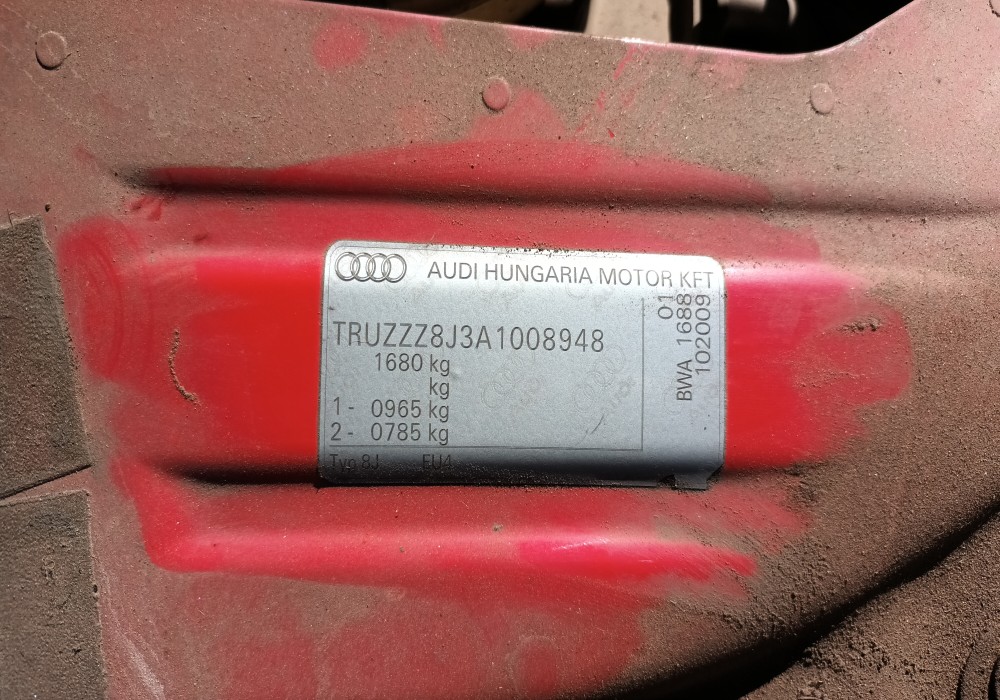 AUDI HUNGARIA MOTOR KFT
TRUZZZ8J3A1008948
1680 kg
kg
1- 0965 kg
2- 0785 kg
Typ 8J EU4
01
BWA 1688
102009